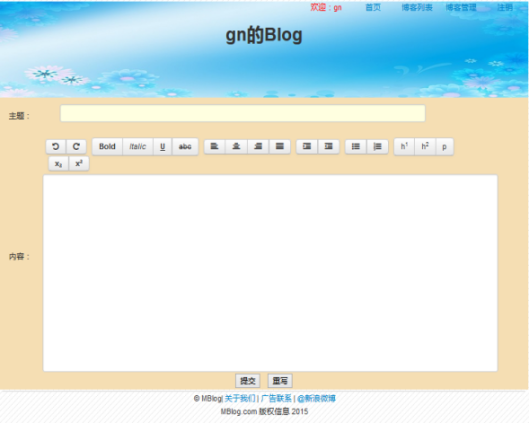 欢迎：gn 首页 博客列表 博客管理 注销
gn的Blog
主题：
Bold Italic U abc h1 h2 p
x2 x2
内容：
提交 重写
© MBlog| 关于我们 | 广告联系 | @新浪微博
MBlog.com 版权信息 2015